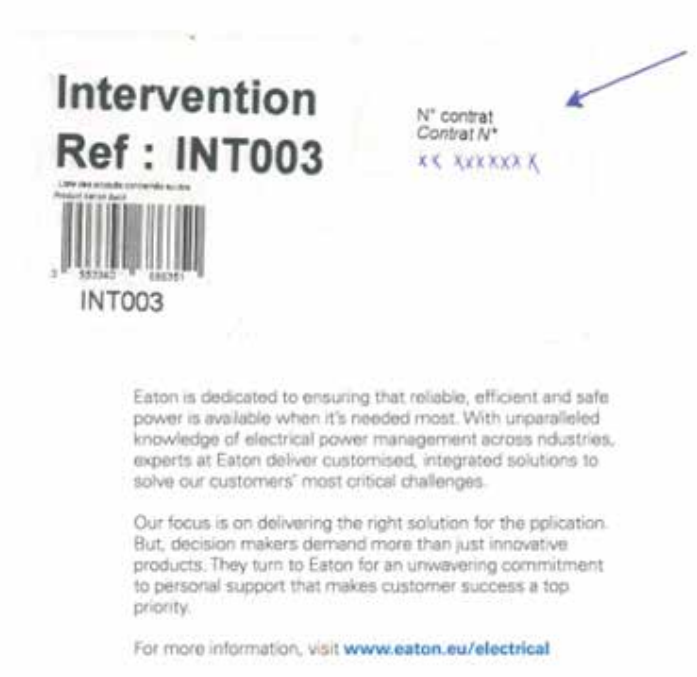 Intervention
Ref : INT003
N° contrat
Contrat N°
xx xxxxxx x
Product
3
INT003
Eaton is dedicated to ensuring that reliable, efficient and safe
power is available when it's needed most. With unparalleled
knowledge of electrical power management across ndustries,
experts at Eaton deliver customised, integrated solutions to
solve our customers' most critical challenges.
Our focus is on delivering the right solution for the pplication.
But, decision makers demand more than just innovative
products. They turn to Eaton for an unwavering commitment
to personal support that makes customer success a top
priority.
For more information, visit www.eaton.eu/electrical